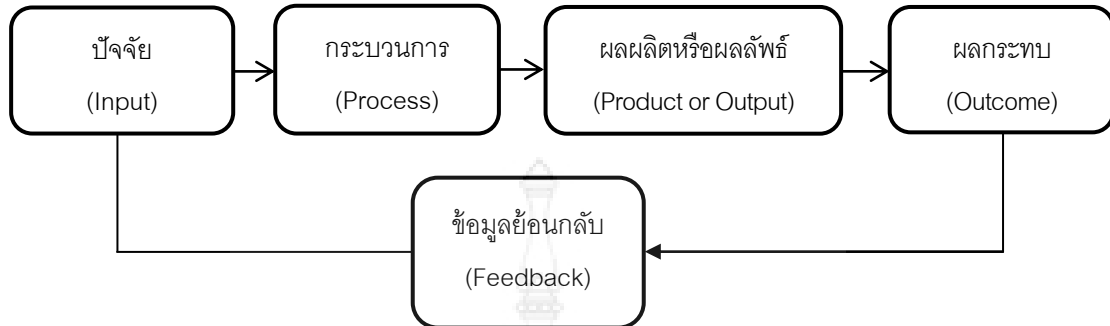 ปัจจัย
(Input)
กระบวนการ
(Process)
ผลผลิตหรือผลลัพธ์
(Product or Output)
ผลกระทบ
(Outcome)
ข้อมูลย้อนกลับ
(Feedback)